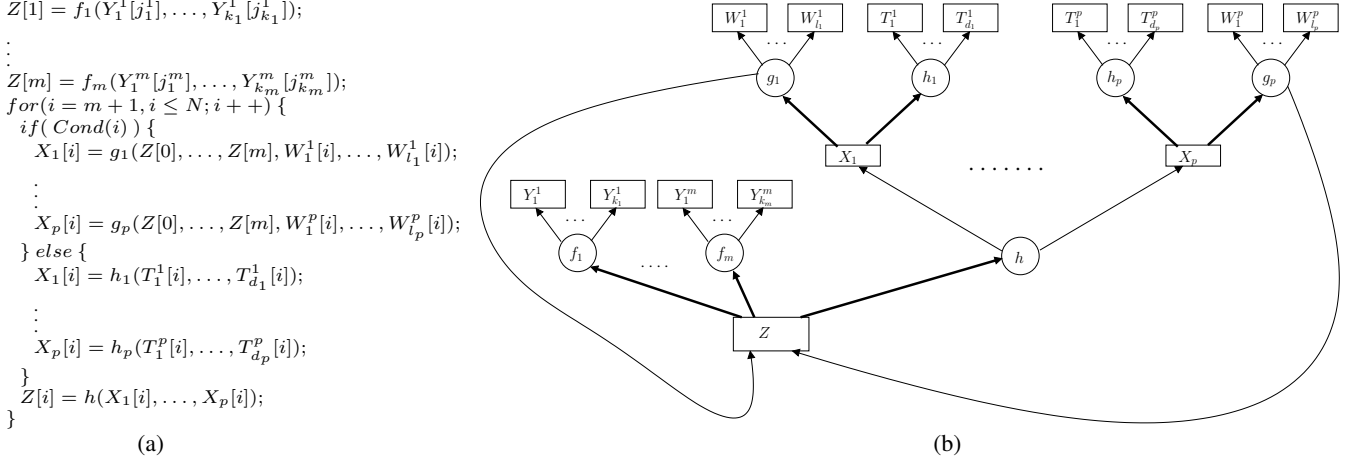 Z[1] = f_1(Y_1^1[j_1^1], . . . , Y_{k_1}^1[j_{k_1}^1]);
.
.
.
Z[m] = f_m(Y_1^m[j_1^m], . . . , Y_{k_m}^m[j_{k_m}^m]);
for(i = m + 1, i ≤ N; i + +) {
if( Cond(i) ) {
X_1[i] = g_1(Z[0], . . . , Z[m], W_1^1[i], . . . , W_{l_1}^1[i]);
.
.
.
X_p[i] = g_p(Z[0], . . . , Z[m], W_1^p[i], . . . , W_{l_p}^p[i]);
} else {
X_1[i] = h_1(T_1^1[i], . . . , T_{d_1}^1[i]);
.
.
.
X_p[i] = h_p(T_1^p[i], . . . , T_{d_p}^p[i]);
}
Z[i] = h(X_1[i], . . . , X_p[i]);
}
(a)
W_1^1 W_{l_1}^1 T_1^1 T_{d_1}^1 T_1^p T_{d_p}^p W_1^p W_{l_p}^p
. . . . . . . . . . . .
g_1 h_1 h_p g_p
X_1 . . . . . . . X_p
Y_1^1 Y_{k_1}^1 Y_1^m Y_{k_m}^m
. . . . . .
f_1 . . . . f_m h
Z
(b)